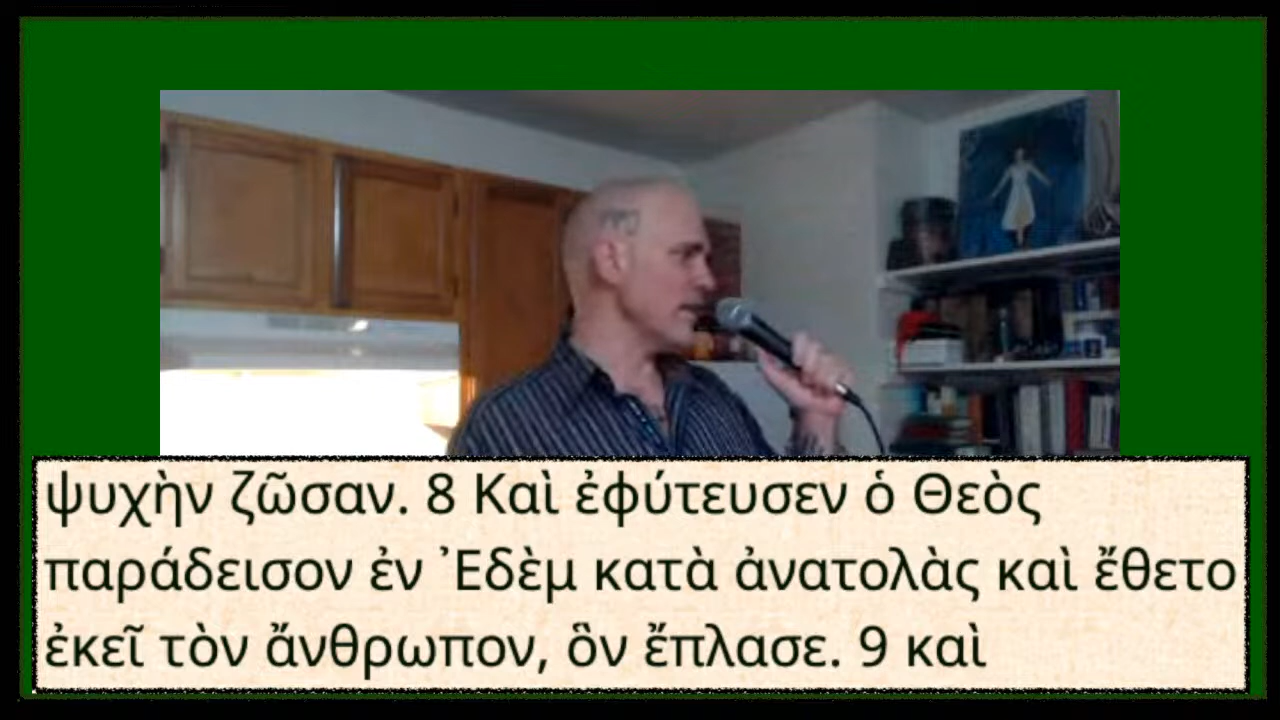 ψυχὴν ζῶσαν. 8 Καὶ ἐφύτευσεν ὁ Θεὸς
παράδεισον ἐν ᾿Εδὲμ κατὰ ἀνατολὰς καὶ ἔθετο
ἐκεῖ τὸν ἄνθρωπον, ὃν ἔπλασε. 9 καὶ